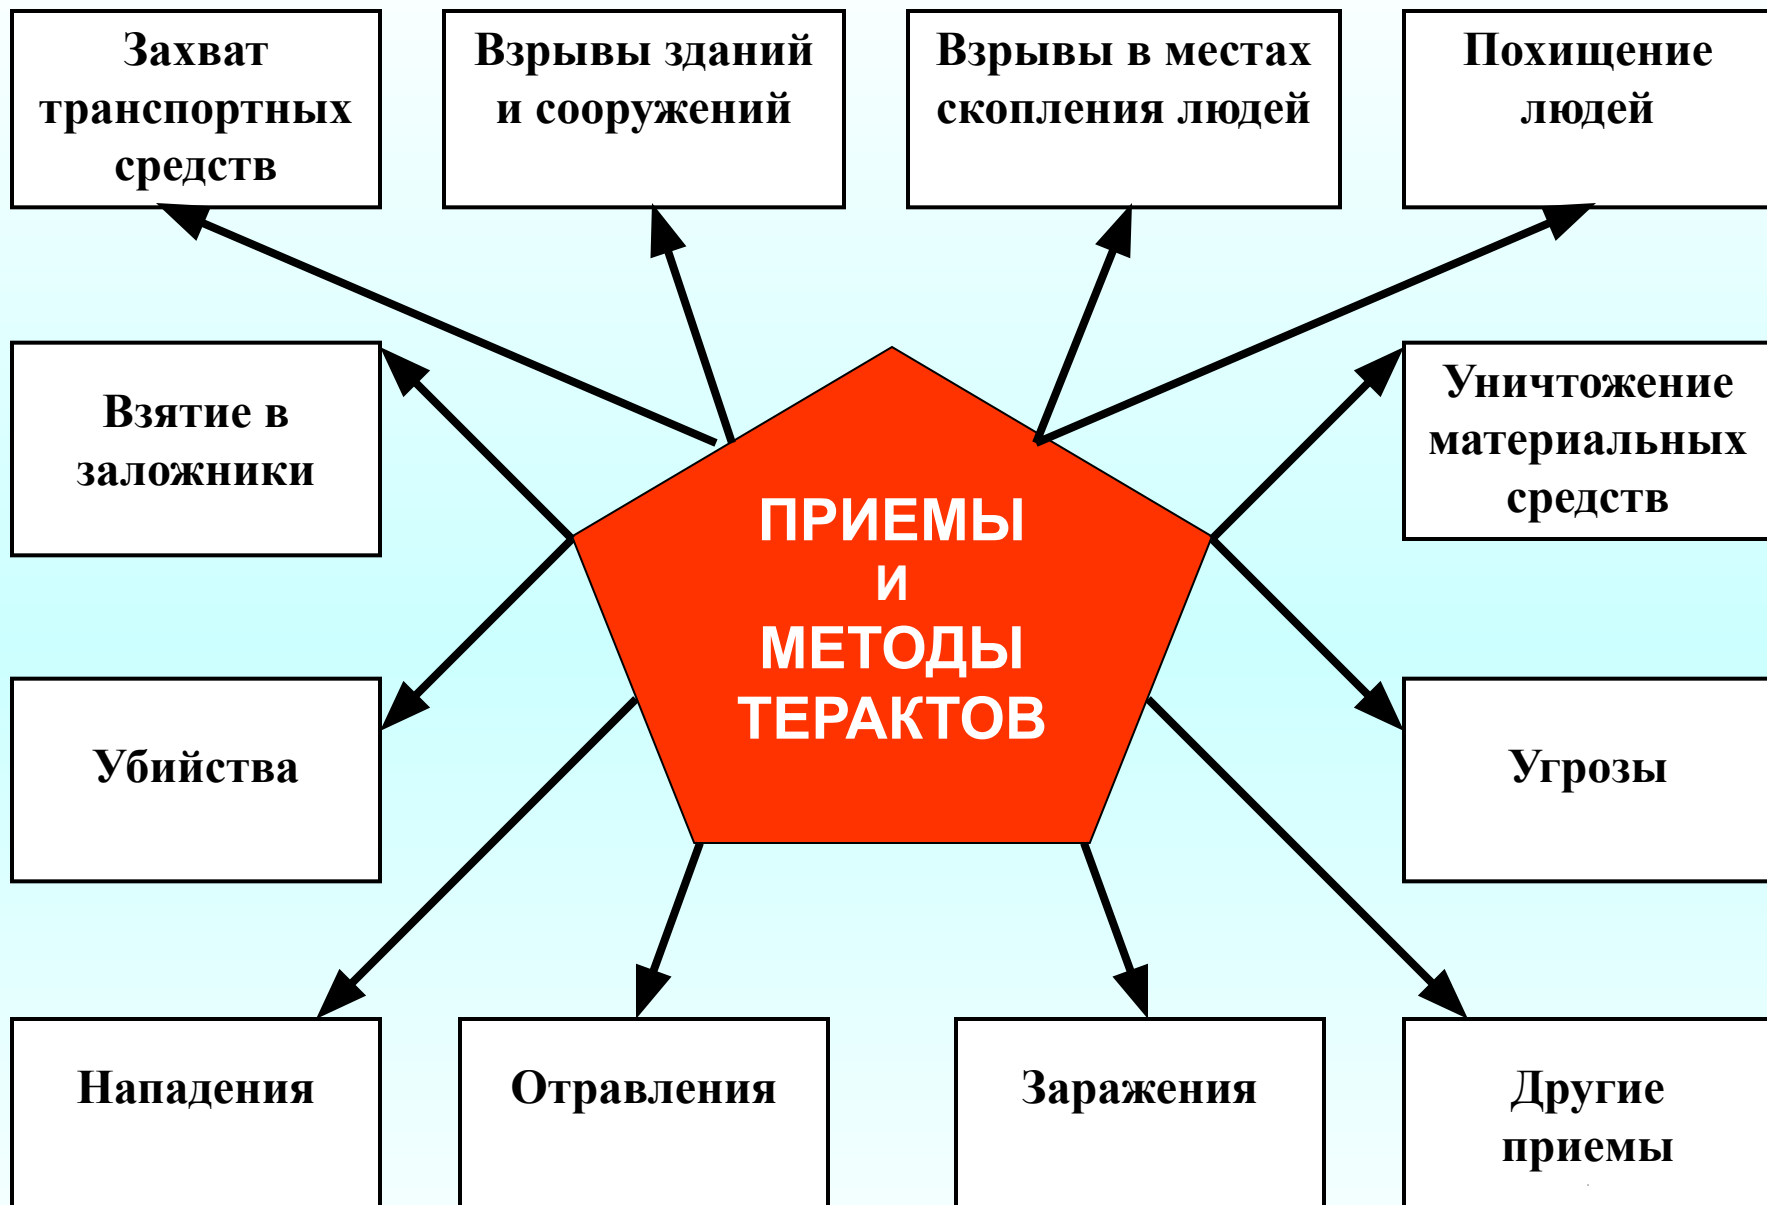 Захват
транспортных
средств
Взрывы зданий
и сооружений
Взрывы в местах
скопления людей
Похищение
людей
Взятие в
заложники
Уничтожение
материальных
средств
ПРИЕМЫ
И
МЕТОДЫ
ТЕРАКТОВ
Убийства
Угрозы
Нападения
Отравления
Заражения
Другие
приемы